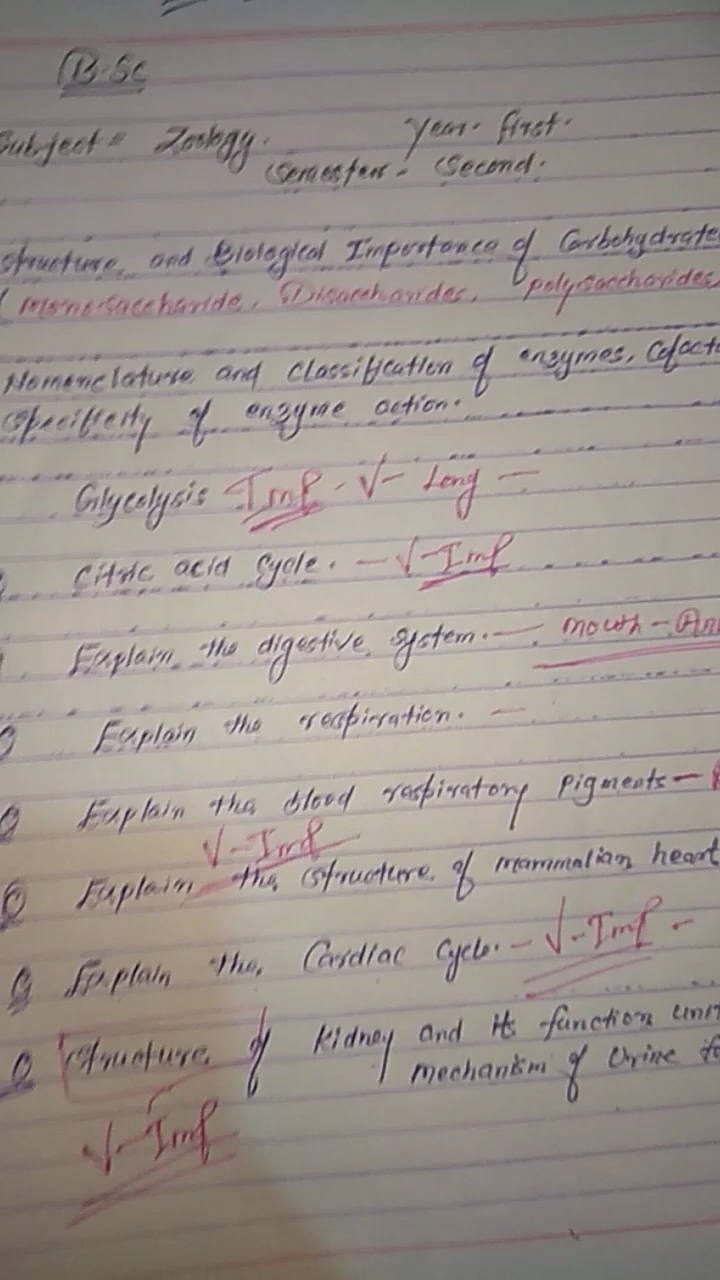 B.Sc
Subject = Zoology. Year - first.
Semester - Second.
Structure, and Biological Importance of Carbohydrate
(Monosaccharide, Disaccharides, polysaccharides,
Nomenclature and classification of enzymes, Cofacto
specificity of enzyme action.
Glycolysis Imp - V- Long -
Citric acid Cycle. - V-Imp
Explain the digestive system. - mouth - An
Explain the respiration. -
Q Explain the blood respiratory Pigments -
V-Imp
Q Explain the structure of mammalian heart
Q Explain the Cardiac Cycle. - V-Imp -
Q structure of kidney and its function unit
mechanism of Urine fo
V-Imp